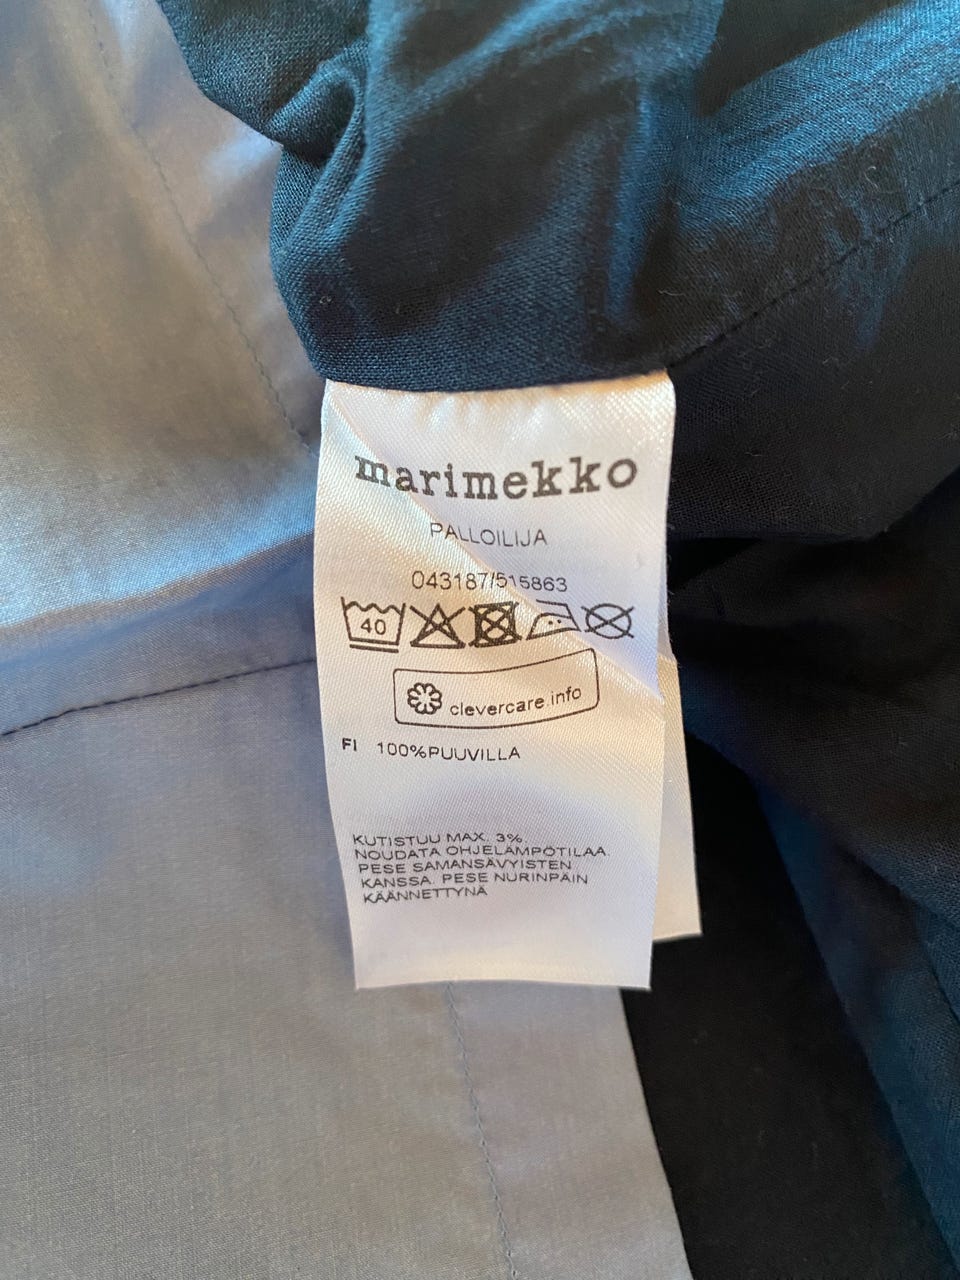 marimekko
PALLOILIJA
043187/515863
40
clevercare.info
FI 100%PUUVILLA
KUTISTUU MAX. 3%.
NOUDATA OHJELÄMPÖTILAA.
PESE SAMANSÄVYISTEN
KANSSA. PESE NURINPÄIN
KÄÄNNETTYNÄ